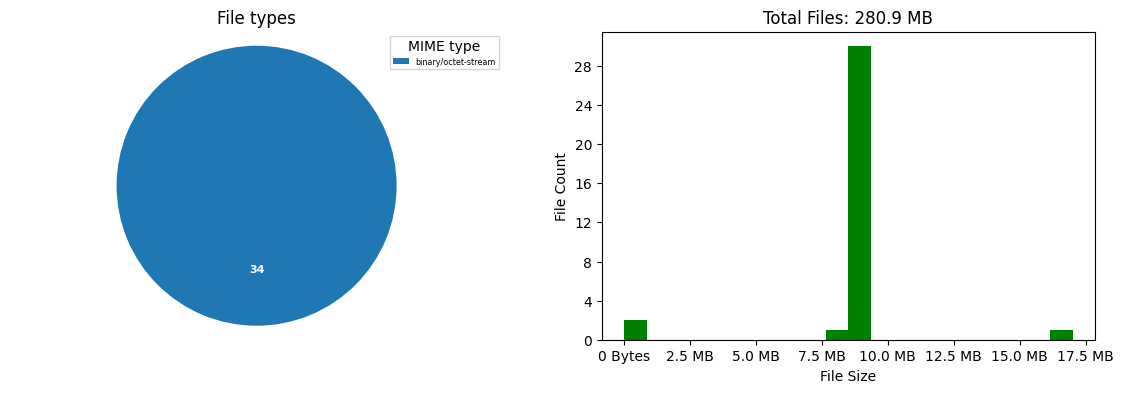 File types
MIME type
binary/octet-stream
34
Total Files: 280.9 MB
File Count
28
24
20
16
12
8
4
0
0 Bytes 2.5 MB 5.0 MB 7.5 MB 10.0 MB 12.5 MB 15.0 MB 17.5 MB
File Size